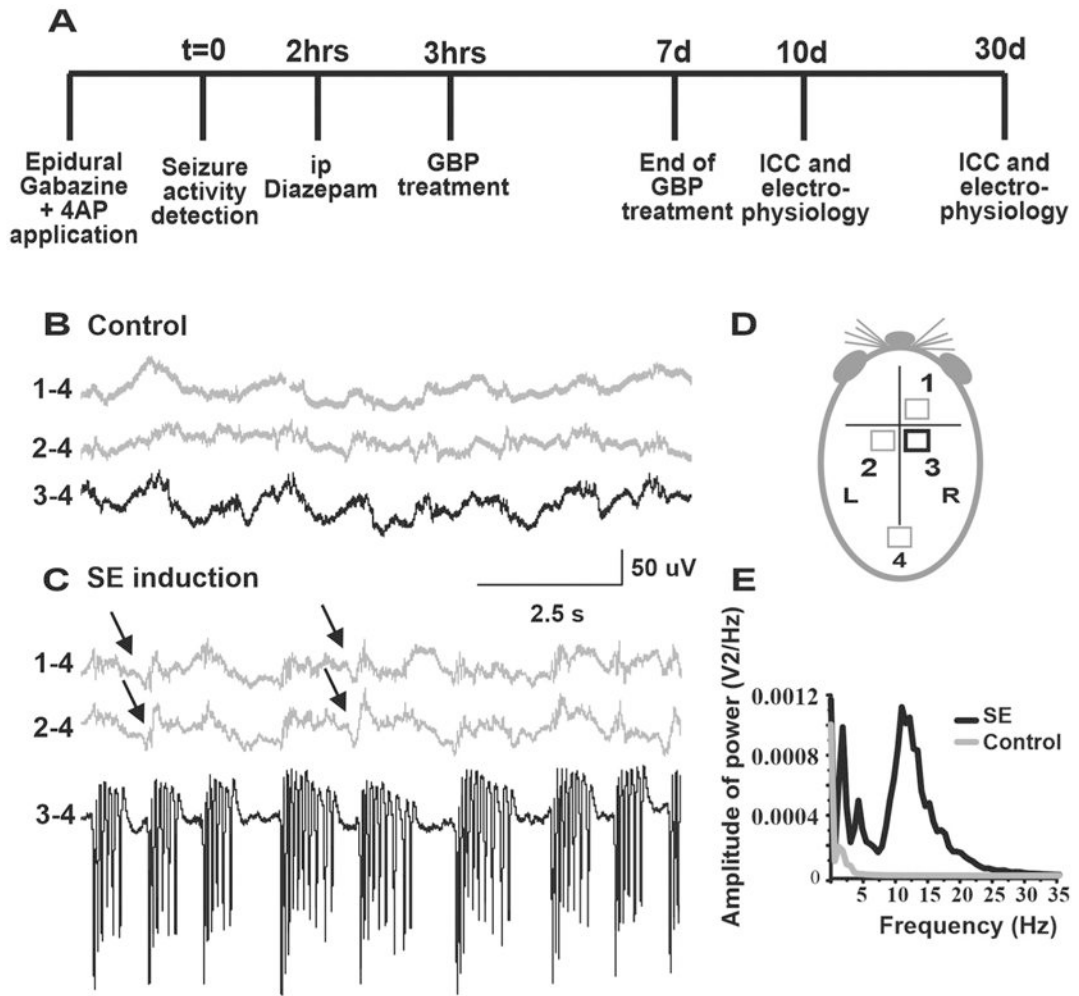 A
t=0 2hrs 3hrs 7d 10d 30d
Epidural
Gabazine
+ 4AP
application
Seizure
activity
detection
ip
Diazepam
GBP
treatment
End of
GBP
treatment
ICC and
electro-
physiology
ICC and
electro-
physiology
B Control
1-4
2-4
3-4
50 uV
2.5 s
C SE induction
1-4
2-4
3-4
D
1
2 3
L R
4
E
Amplitude of power (V2/Hz)
0.0012
0.0008
0.0004
0
SE
Control
5 10 15 20 25 30 35
Frequency (Hz)